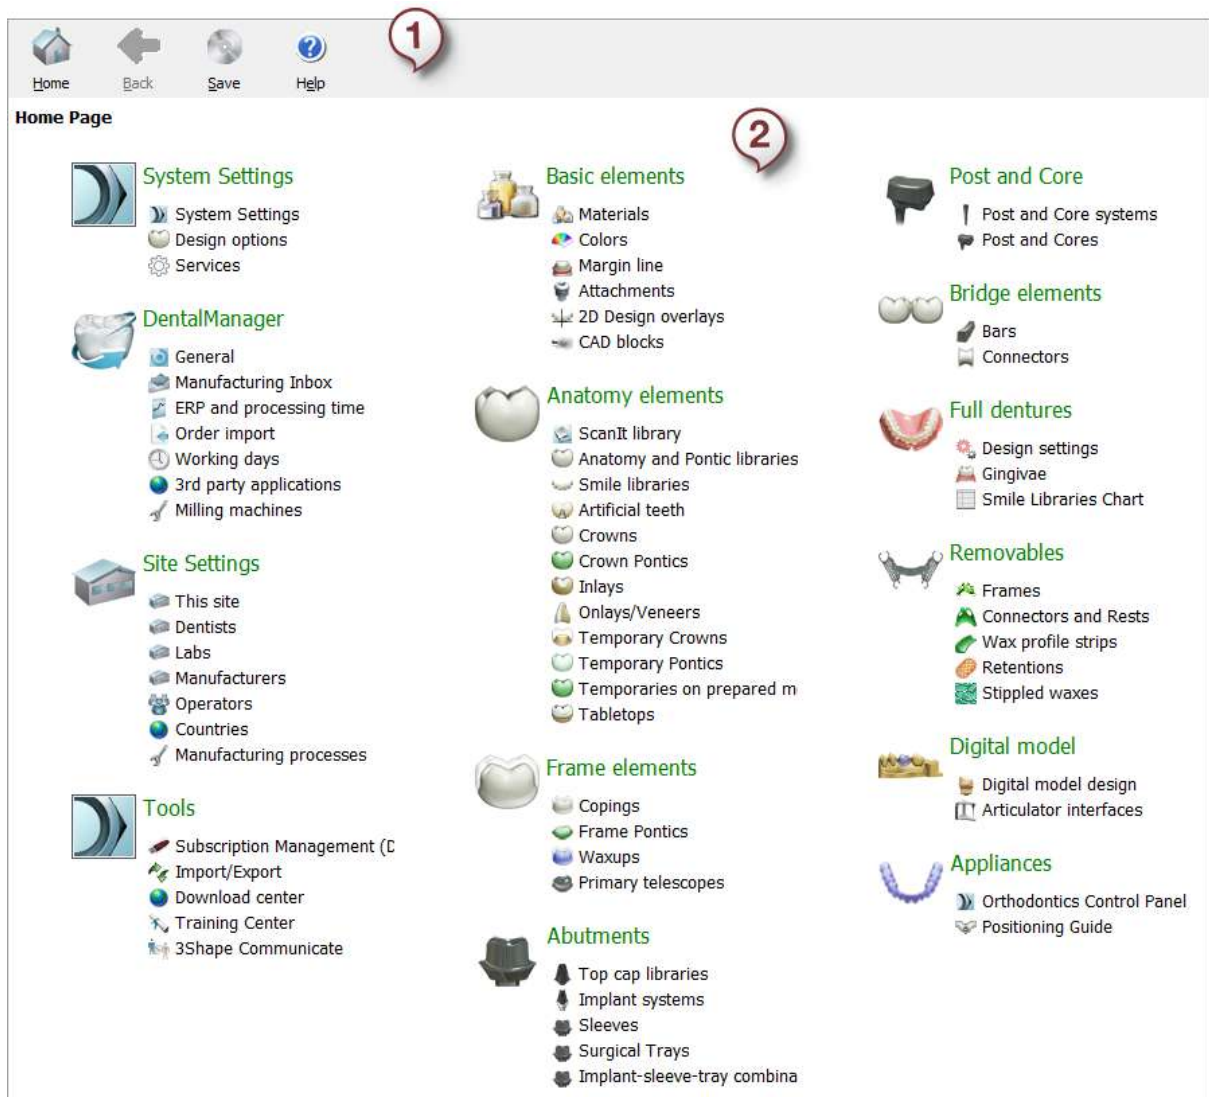 1
Home
Back
Save
Help
Home Page
2
System Settings
System Settings
Design options
Services
DentalManager
General
Manufacturing Inbox
ERP and processing time
Order import
Working days
3rd party applications
Milling machines
Site Settings
This site
Dentists
Labs
Manufacturers
Operators
Countries
Manufacturing processes
Tools
Subscription Management (D
Import/Export
Download center
Training Center
3Shape Communicate
Basic elements
Materials
Colors
Margin line
Attachments
2D Design overlays
CAD blocks
Anatomy elements
ScanIt library
Anatomy and Pontic libraries
Smile libraries
Artificial teeth
Crowns
Crown Pontics
Inlays
Onlays/Veneers
Temporary Crowns
Temporary Pontics
Temporaries on prepared m
Tabletops
Frame elements
Copings
Frame Pontics
Waxups
Primary telescopes
Abutments
Top cap libraries
Implant systems
Sleeves
Surgical Trays
Implant-sleeve-tray combina
Post and Core
Post and Core systems
Post and Cores
Bridge elements
Bars
Connectors
Full dentures
Design settings
Gingivae
Smile Libraries Chart
Removables
Frames
Connectors and Rests
Wax profile strips
Retentions
Stippled waxes
Digital model
Digital model design
Articulator interfaces
Appliances
Orthodontics Control Panel
Positioning Guide